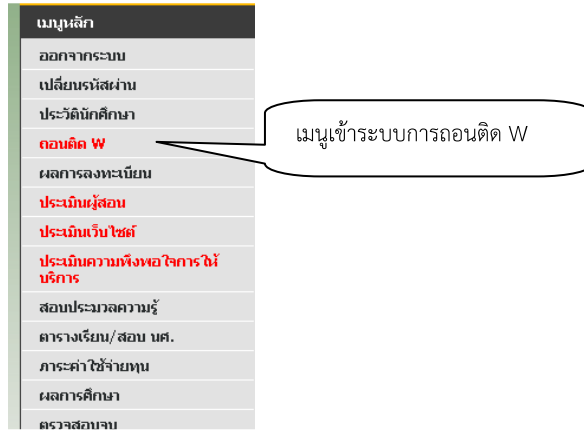 เมนูหลัก
ออกจากระบบ
เปลี่ยนรหัสผ่าน
ประวัตินักศึกษา
ถอนติด W
ผลการลงทะเบียน
ประเมินผู้สอน
ประเมินเว็บไซต์
ประเมินความพึงพอใจการให้
บริการ
สอบประมวลความรู้
ตารางเรียน/สอบ นศ.
ภาระค่าใช้จ่ายทุน
ผลการศึกษา
ตรวจสอบจบ
เมนูเข้าระบบการถอนติด W